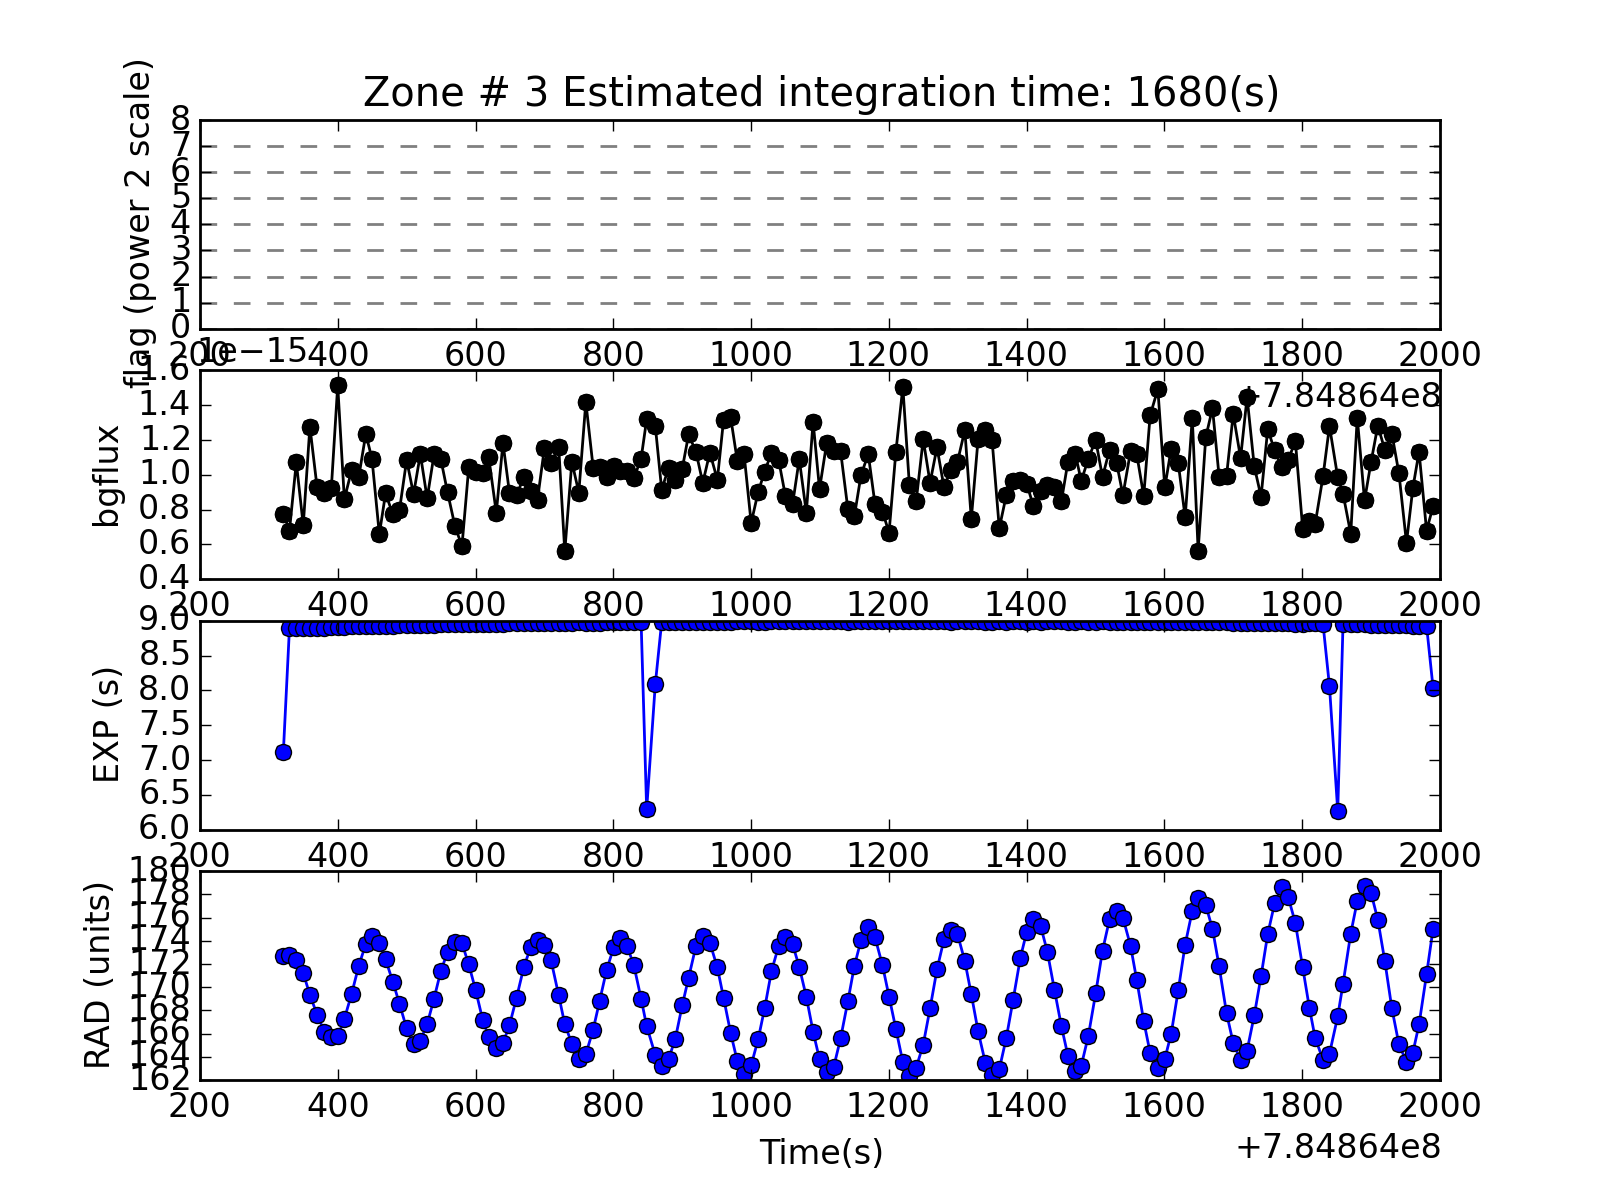 Zone # 3 Estimated integration time: 1680(s)
flag (power 2 scale)
8
7
6
5
4
3
2
1
0
200 400 600 800 1000 1200 1400 1600 1800 2000
1e−15
+7.84864e8
bgflux
1.6
1.4
1.2
1.0
0.8
0.6
0.4
200 400 600 800 1000 1200 1400 1600 1800 2000
EXP (s)
9.0
8.5
8.0
7.5
7.0
6.5
6.0
200 400 600 800 1000 1200 1400 1600 1800 2000
RAD (units)
180
178
176
174
172
170
168
166
164
162
200 400 600 800 1000 1200 1400 1600 1800 2000
Time(s)
+7.84864e8